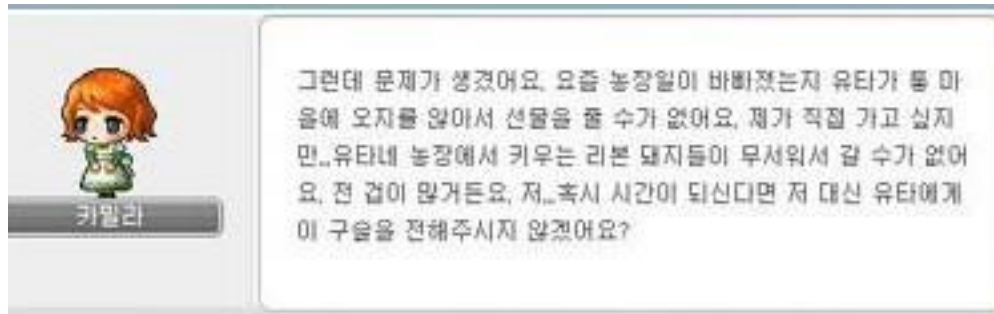 그런데 문제가 생겼어요. 요즘 농장일이 바빠졌는지 유타가 통 마
을에 오지를 않아서 선물을 줄 수가 없어요. 제가 직접 가고 싶지
만...유타네 농장에서 키우는 리본 돼지들이 무서워서 갈 수가 없어
요. 전 겁이 많거든요. 저...혹시 시간이 되신다면 저 대신 유타에게
이 구슬을 전해주시지 않겠어요?
카밀라